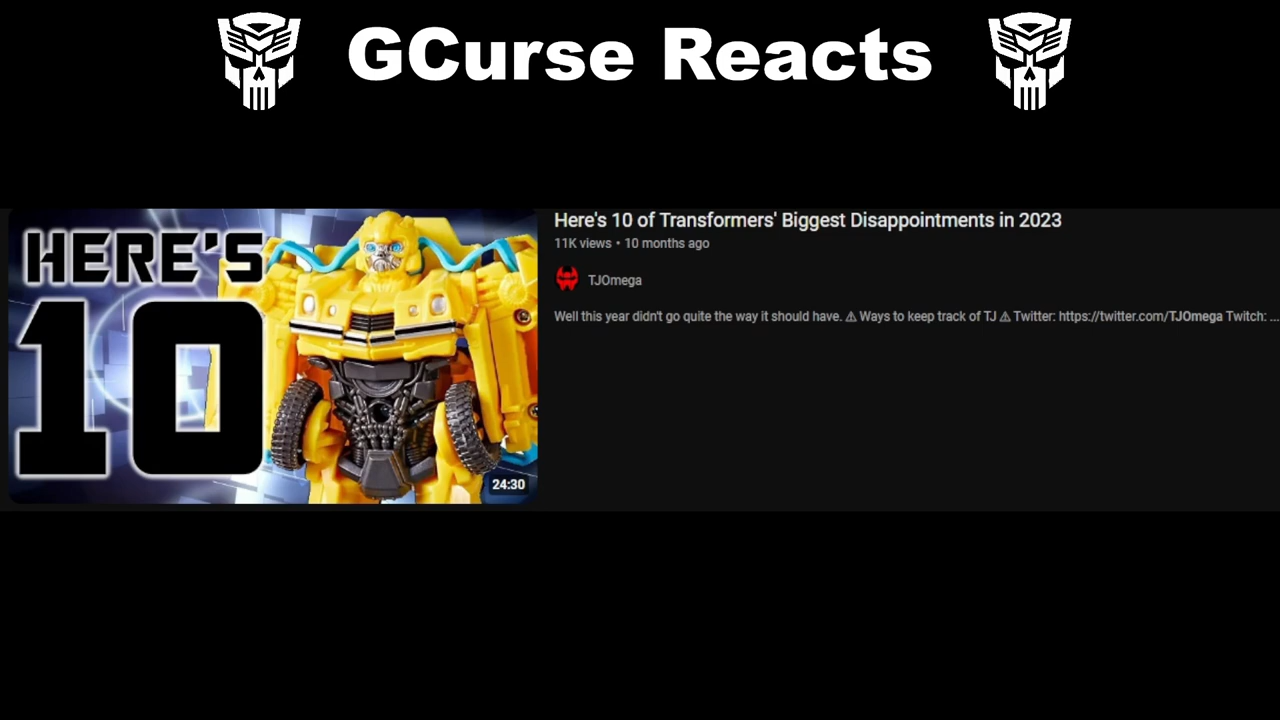 GCurse Reacts
HERE'S
10
24:30
Here's 10 of Transformers' Biggest Disappointments in 2023
11K views • 10 months ago
TJOmega
Well this year didn't go quite the way it should have. ⚠ Ways to keep track of TJ ⚠ Twitter: https://twitter.com/TJOmega Twitch: ...